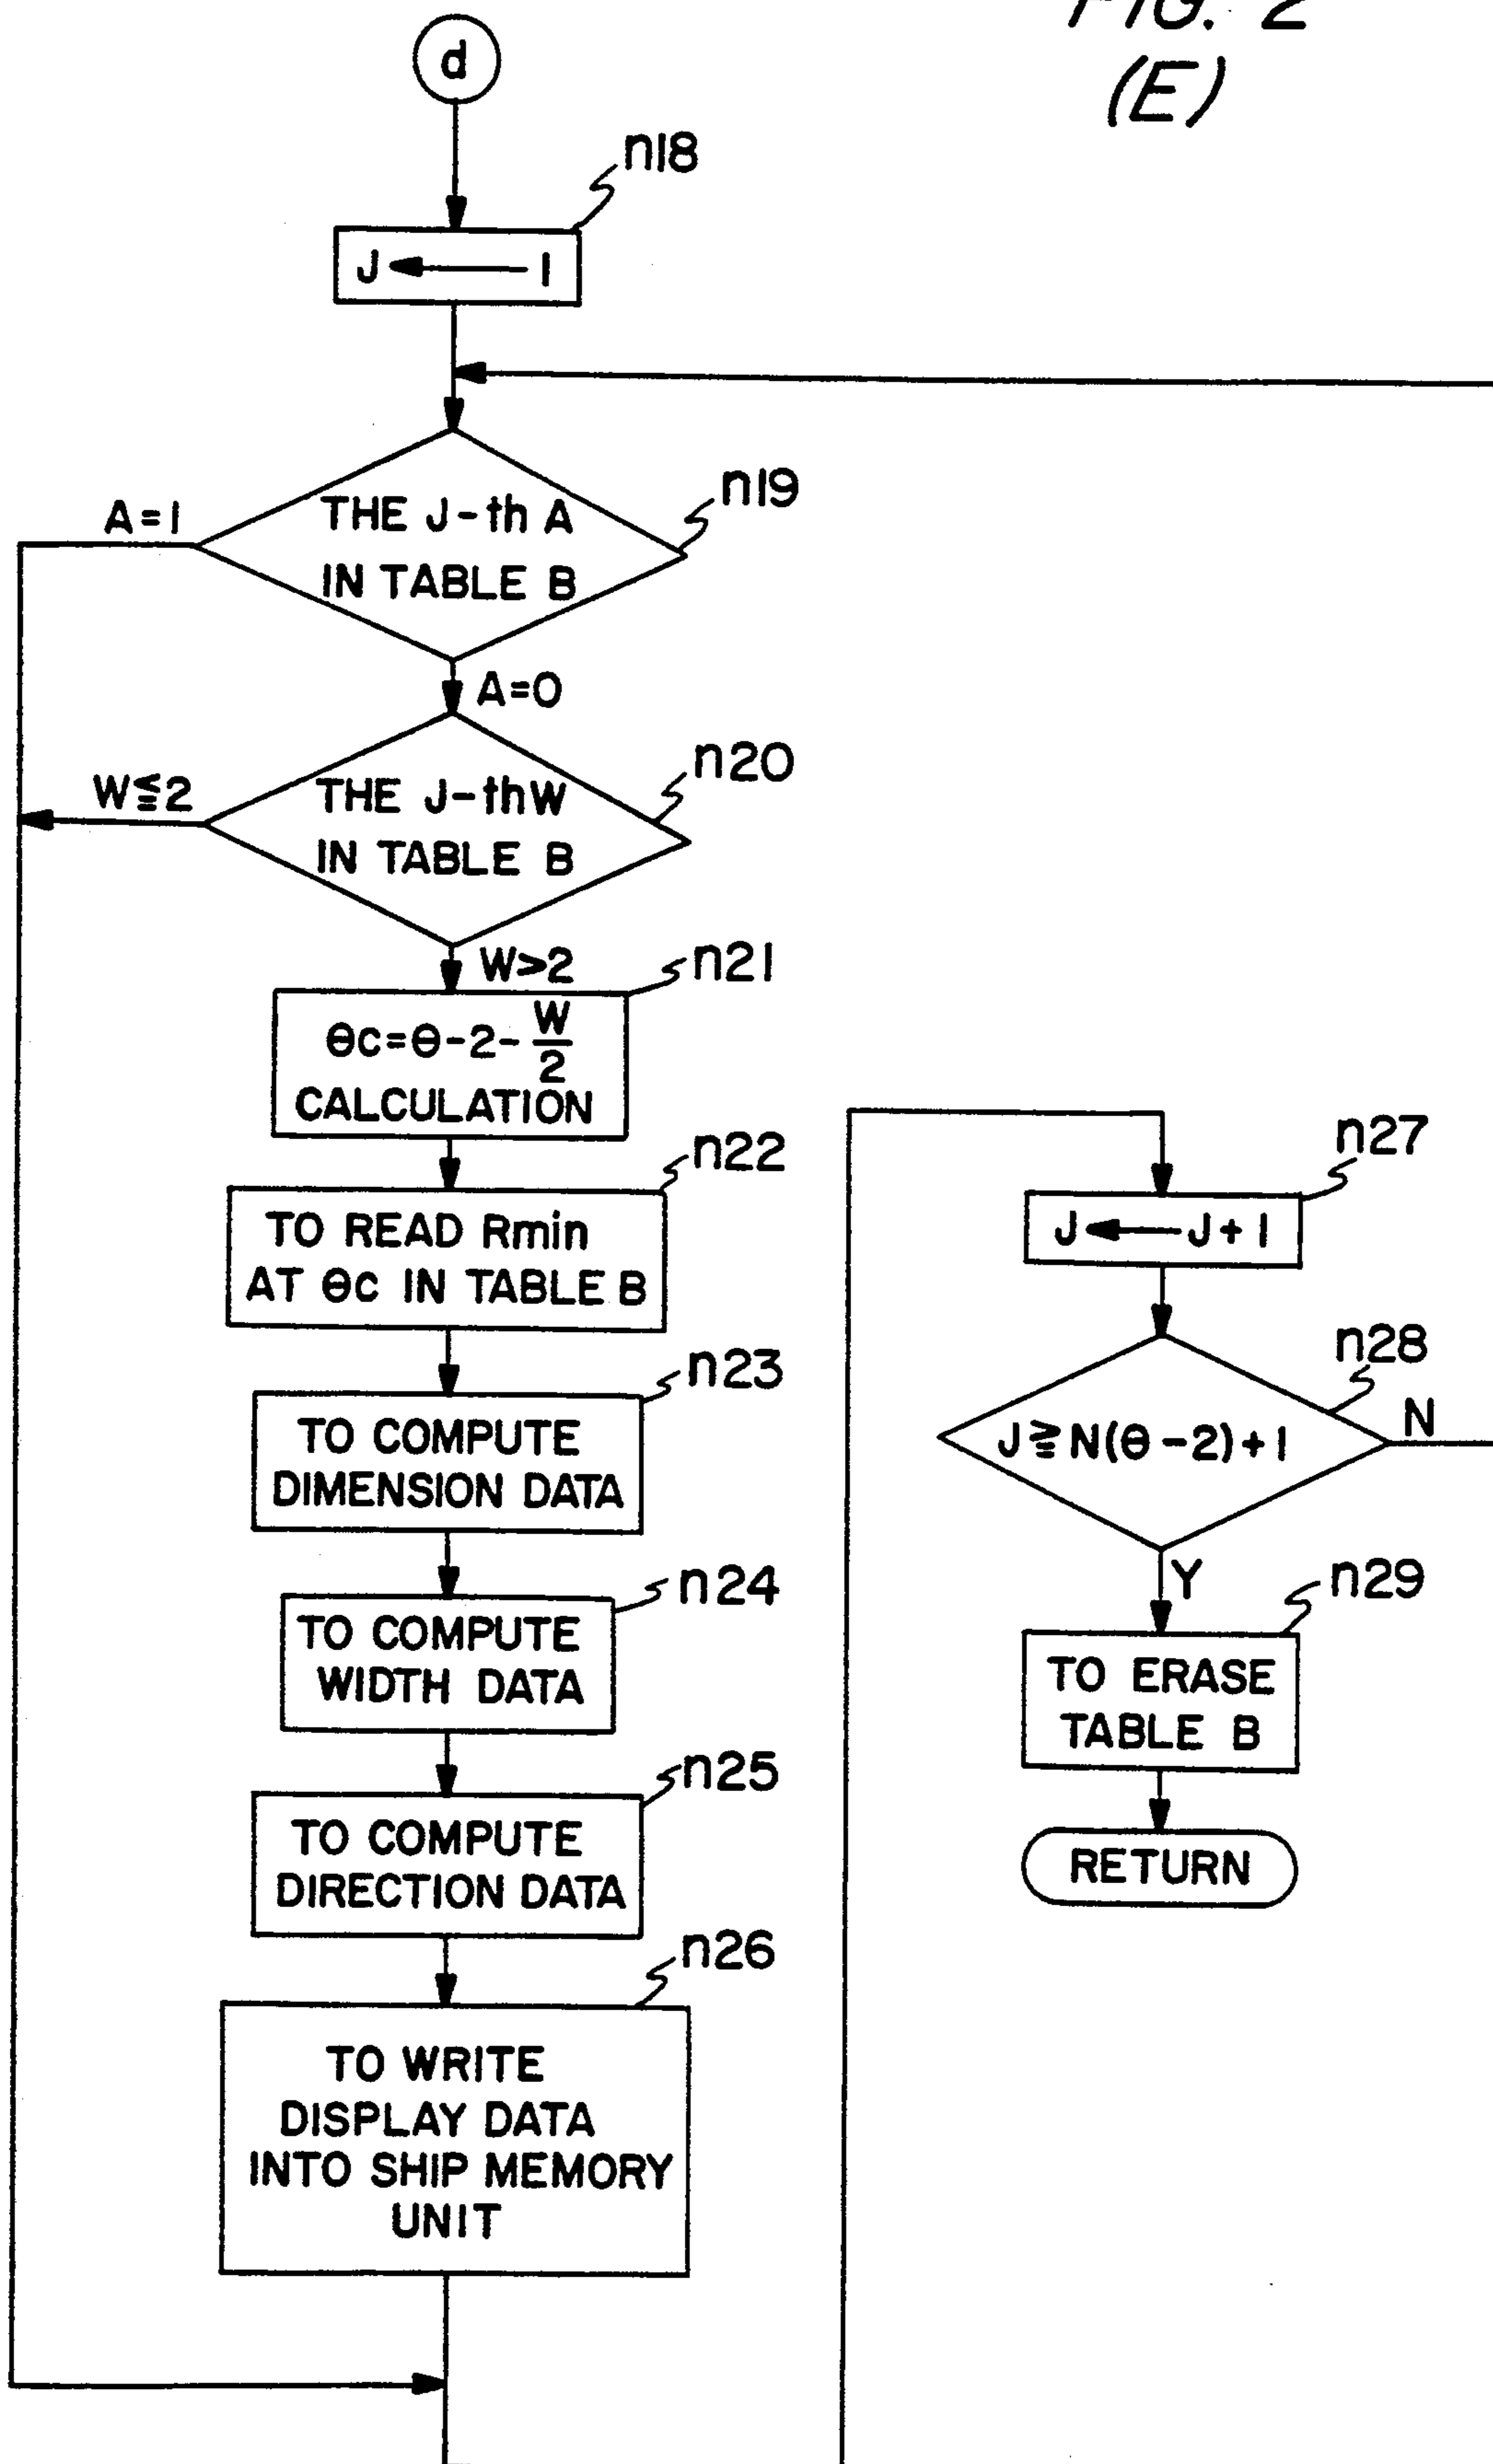 FIG. 2
(E)
d
n18
J ← 1
n19
A=1
THE J-th A
IN TABLE B
A=0
n20
W≦2
THE J-th W
IN TABLE B
W>2
n21
θc=θ-2-W/2
CALCULATION
n22
TO READ Rmin
AT θc IN TABLE B
n23
TO COMPUTE
DIMENSION DATA
n24
TO COMPUTE
WIDTH DATA
n25
TO COMPUTE
DIRECTION DATA
n26
TO WRITE
DISPLAY DATA
INTO SHIP MEMORY
UNIT
n27
J ← J+1
n28
J≧N(θ-2)+1
N
Y
n29
TO ERASE
TABLE B
RETURN